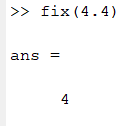 >> fix(4.4)
ans =
4